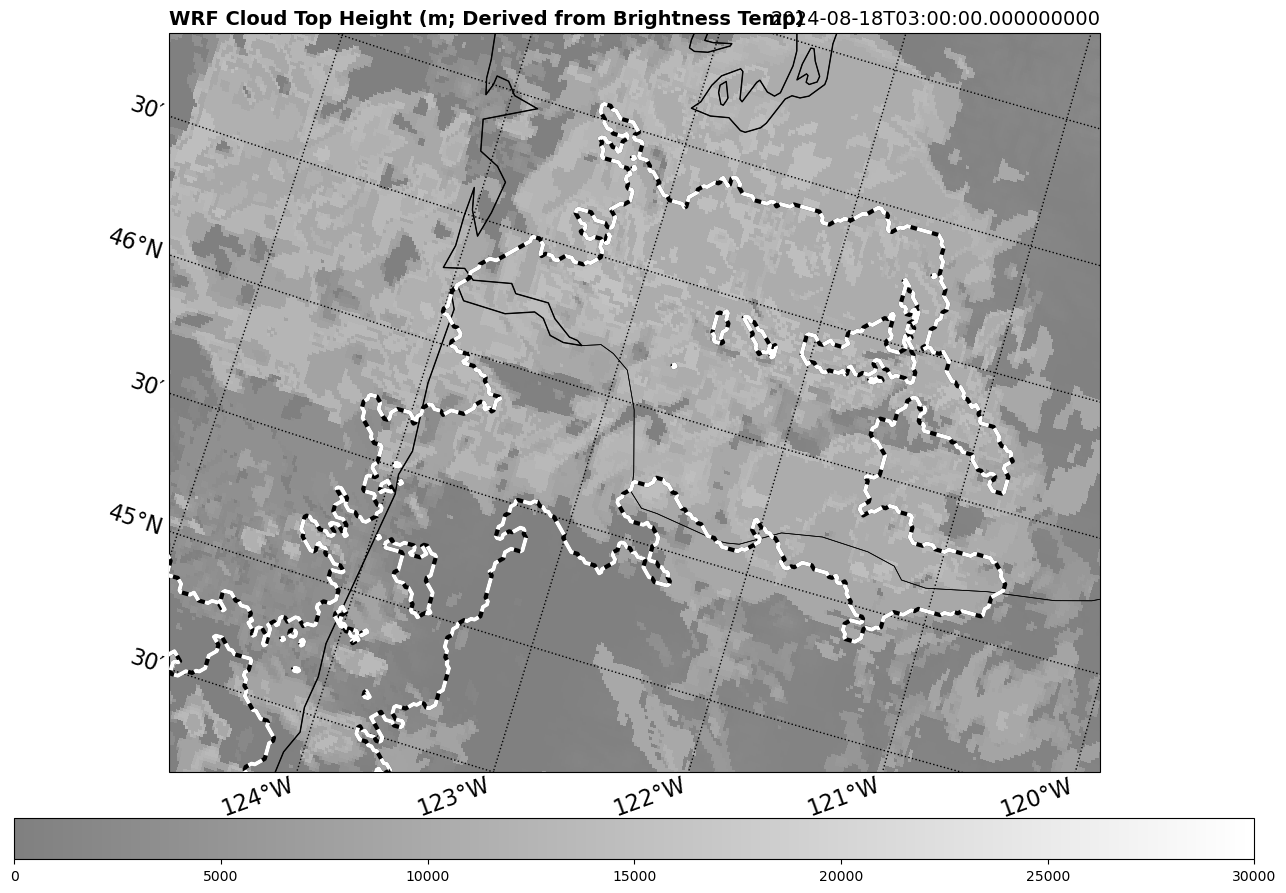 WRF Cloud Top Height (m; Derived from Brightness Temp) 2024-08-18T03:00:00.000000000
30′
46°N
30′
45°N
30′
124°W 123°W 122°W 121°W 120°W
0 5000 10000 15000 20000 25000 30000